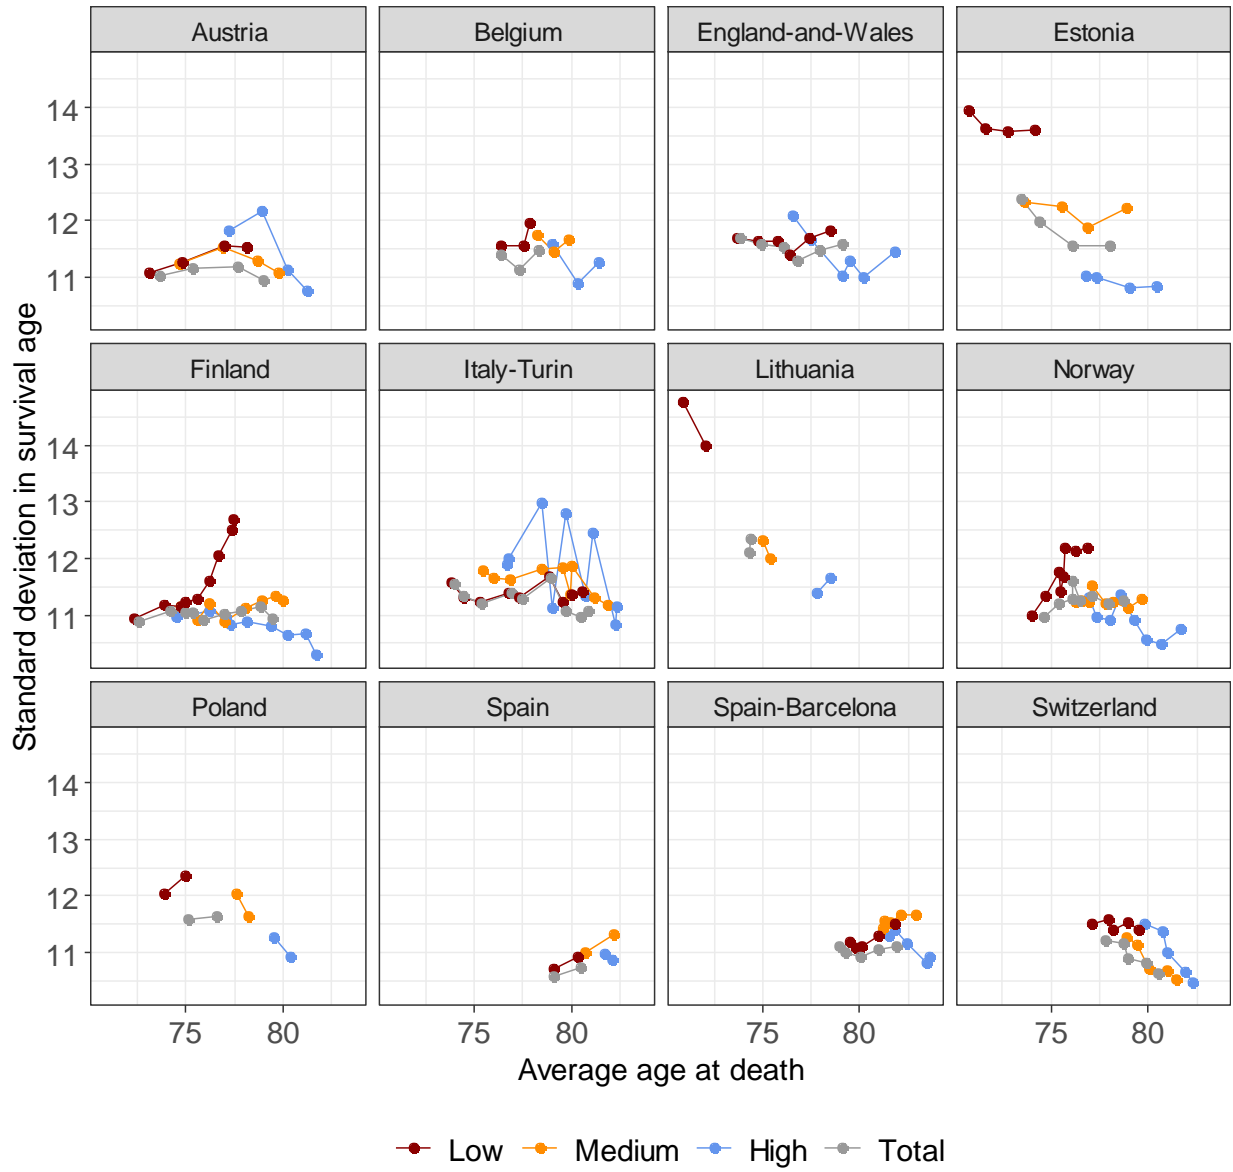 Austria Belgium England-and-Wales Estonia
14
13
12
11
Finland Italy-Turin Lithuania Norway
14
13
12
11
Poland Spain Spain-Barcelona Switzerland
14
13
12
11
Standard deviation in survival age
75 80 75 80 75 80 75 80
Average age at death
Low Medium High Total